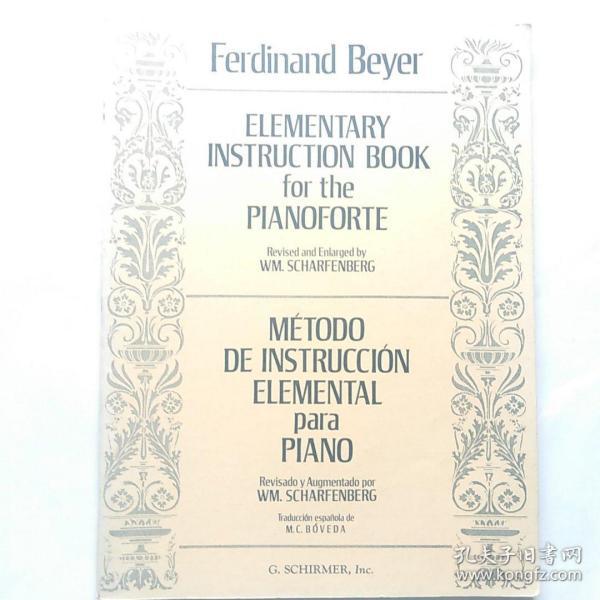 Ferdinand Beyer
ELEMENTARY
INSTRUCTION BOOK
for the
PIANOFORTE
Revised and Enlarged by
WM. SCHARFENBERG
MÉTODO
DE INSTRUCCIÓN
ELEMENTAL
para
PIANO
Revisado y Augmentado por
WM. SCHARFENBERG
Traducción española de
M. C. BÓVEDA
G. SCHIRMER, Inc.
孔夫子旧书网
www.kongfz.com